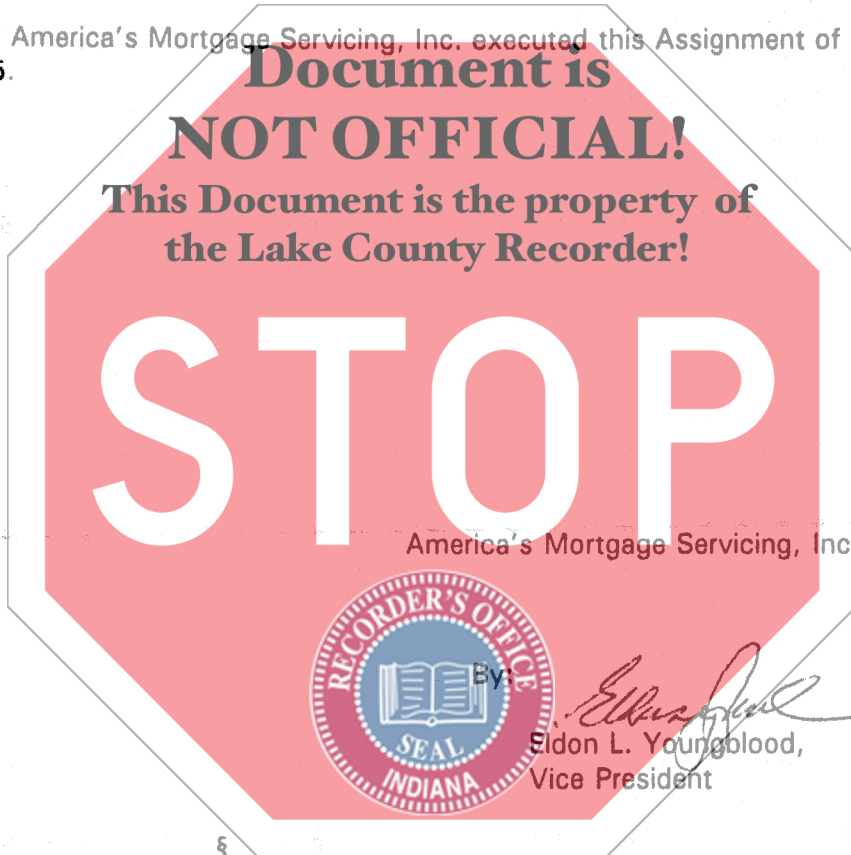 America's Mortgage Servicing, Inc. executed this Assignment of
5.
Document is
NOT OFFICIAL!
This Document is the property of
the Lake County Recorder!
STOP
America's Mortgage Servicing, Inc
RECORDER'S OFFICE
By:
SEAL
INDIANA
Eldon L. Youngblood,
Vice President
§